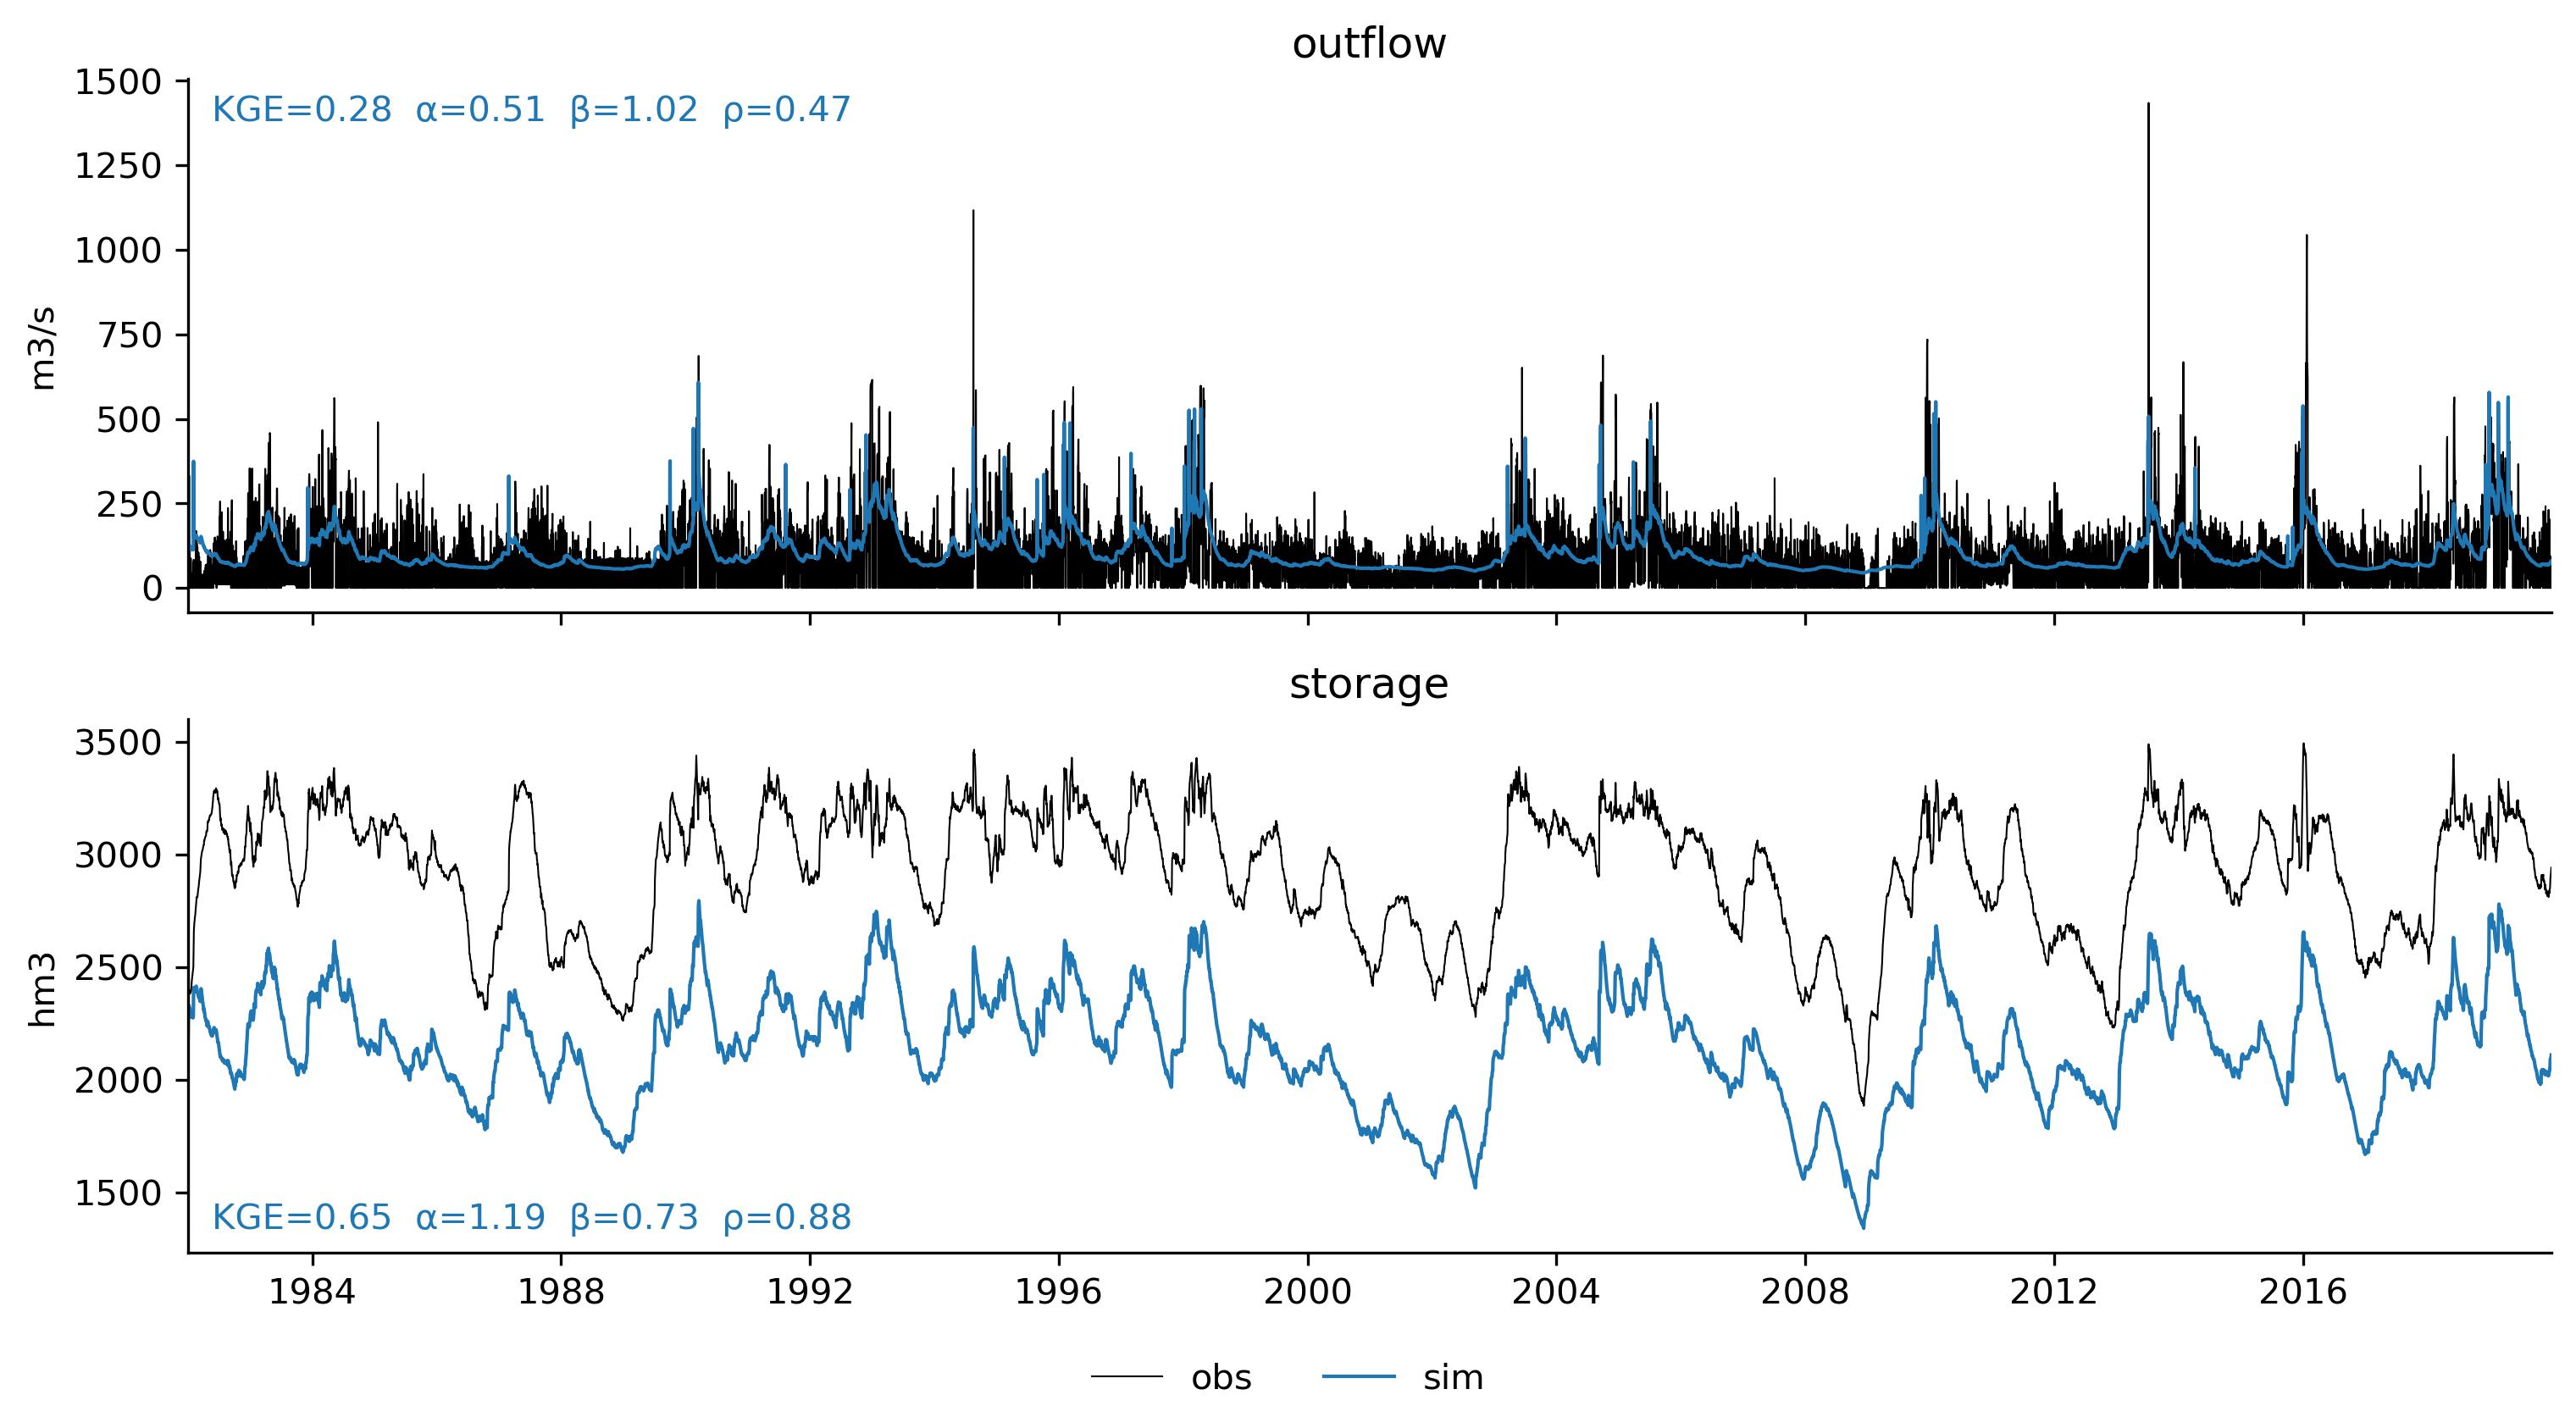 outflow
1500
KGE=0.28 α=0.51 β=1.02 ρ=0.47
1250
1000
750
m3/s
500
250
0
storage
3500
3000
2500
hm3
2000
1500
KGE=0.65 α=1.19 β=0.73 ρ=0.88
1984 1988 1992 1996 2000 2004 2008 2012 2016
obs sim